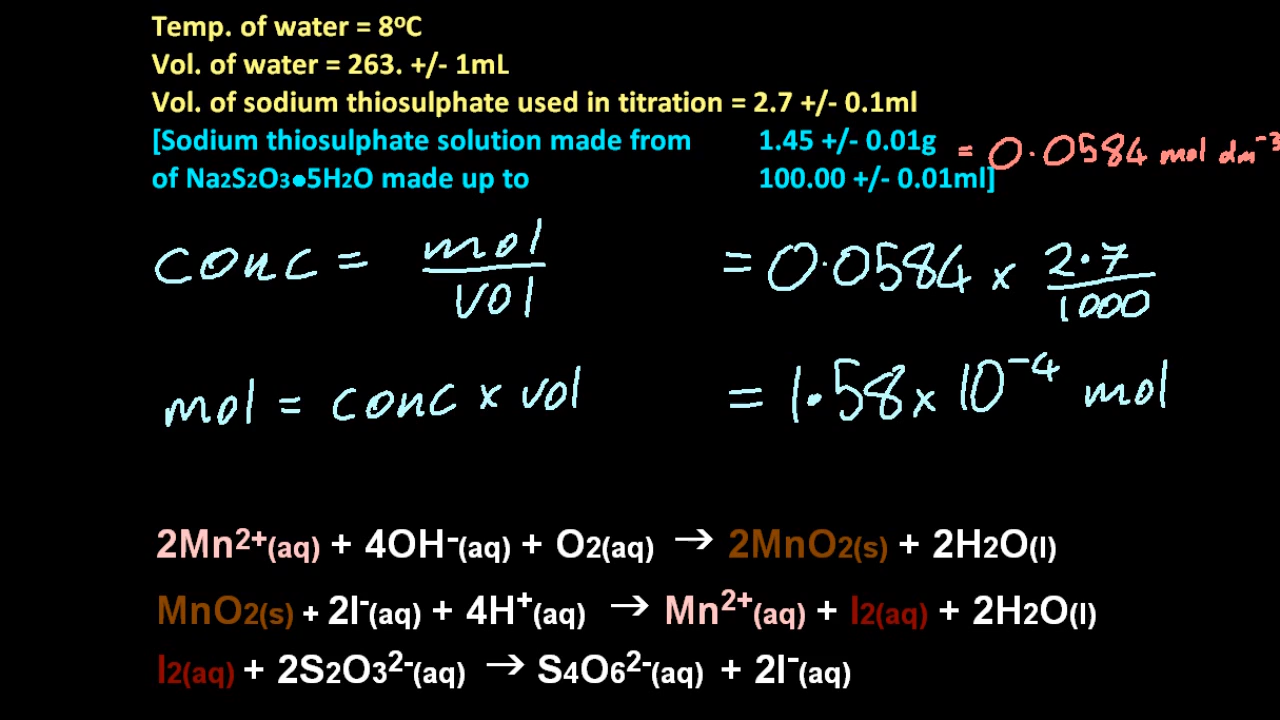 Temp. of water = 8°C
Vol. of water = 263. +/- 1mL
Vol. of sodium thiosulphate used in titration = 2.7 +/- 0.1ml
[Sodium thiosulphate solution made from 1.45 +/- 0.01g = 0.0584 mol dm⁻³
of Na₂S₂O₃•5H₂O made up to 100.00 +/- 0.01ml]
conc = mol/vol = 0.0584 x 2.7/1000
mol = conc x vol = 1.58 x 10⁻⁴ mol
2Mn²⁺(aq) + 4OH⁻(aq) + O₂(aq) → 2MnO₂(s) + 2H₂O(l)
MnO₂(s) + 2I⁻(aq) + 4H⁺(aq) → Mn²⁺(aq) + I₂(aq) + 2H₂O(l)
I₂(aq) + 2S₂O₃²⁻(aq) → S₄O₆²⁻(aq) + 2I⁻(aq)